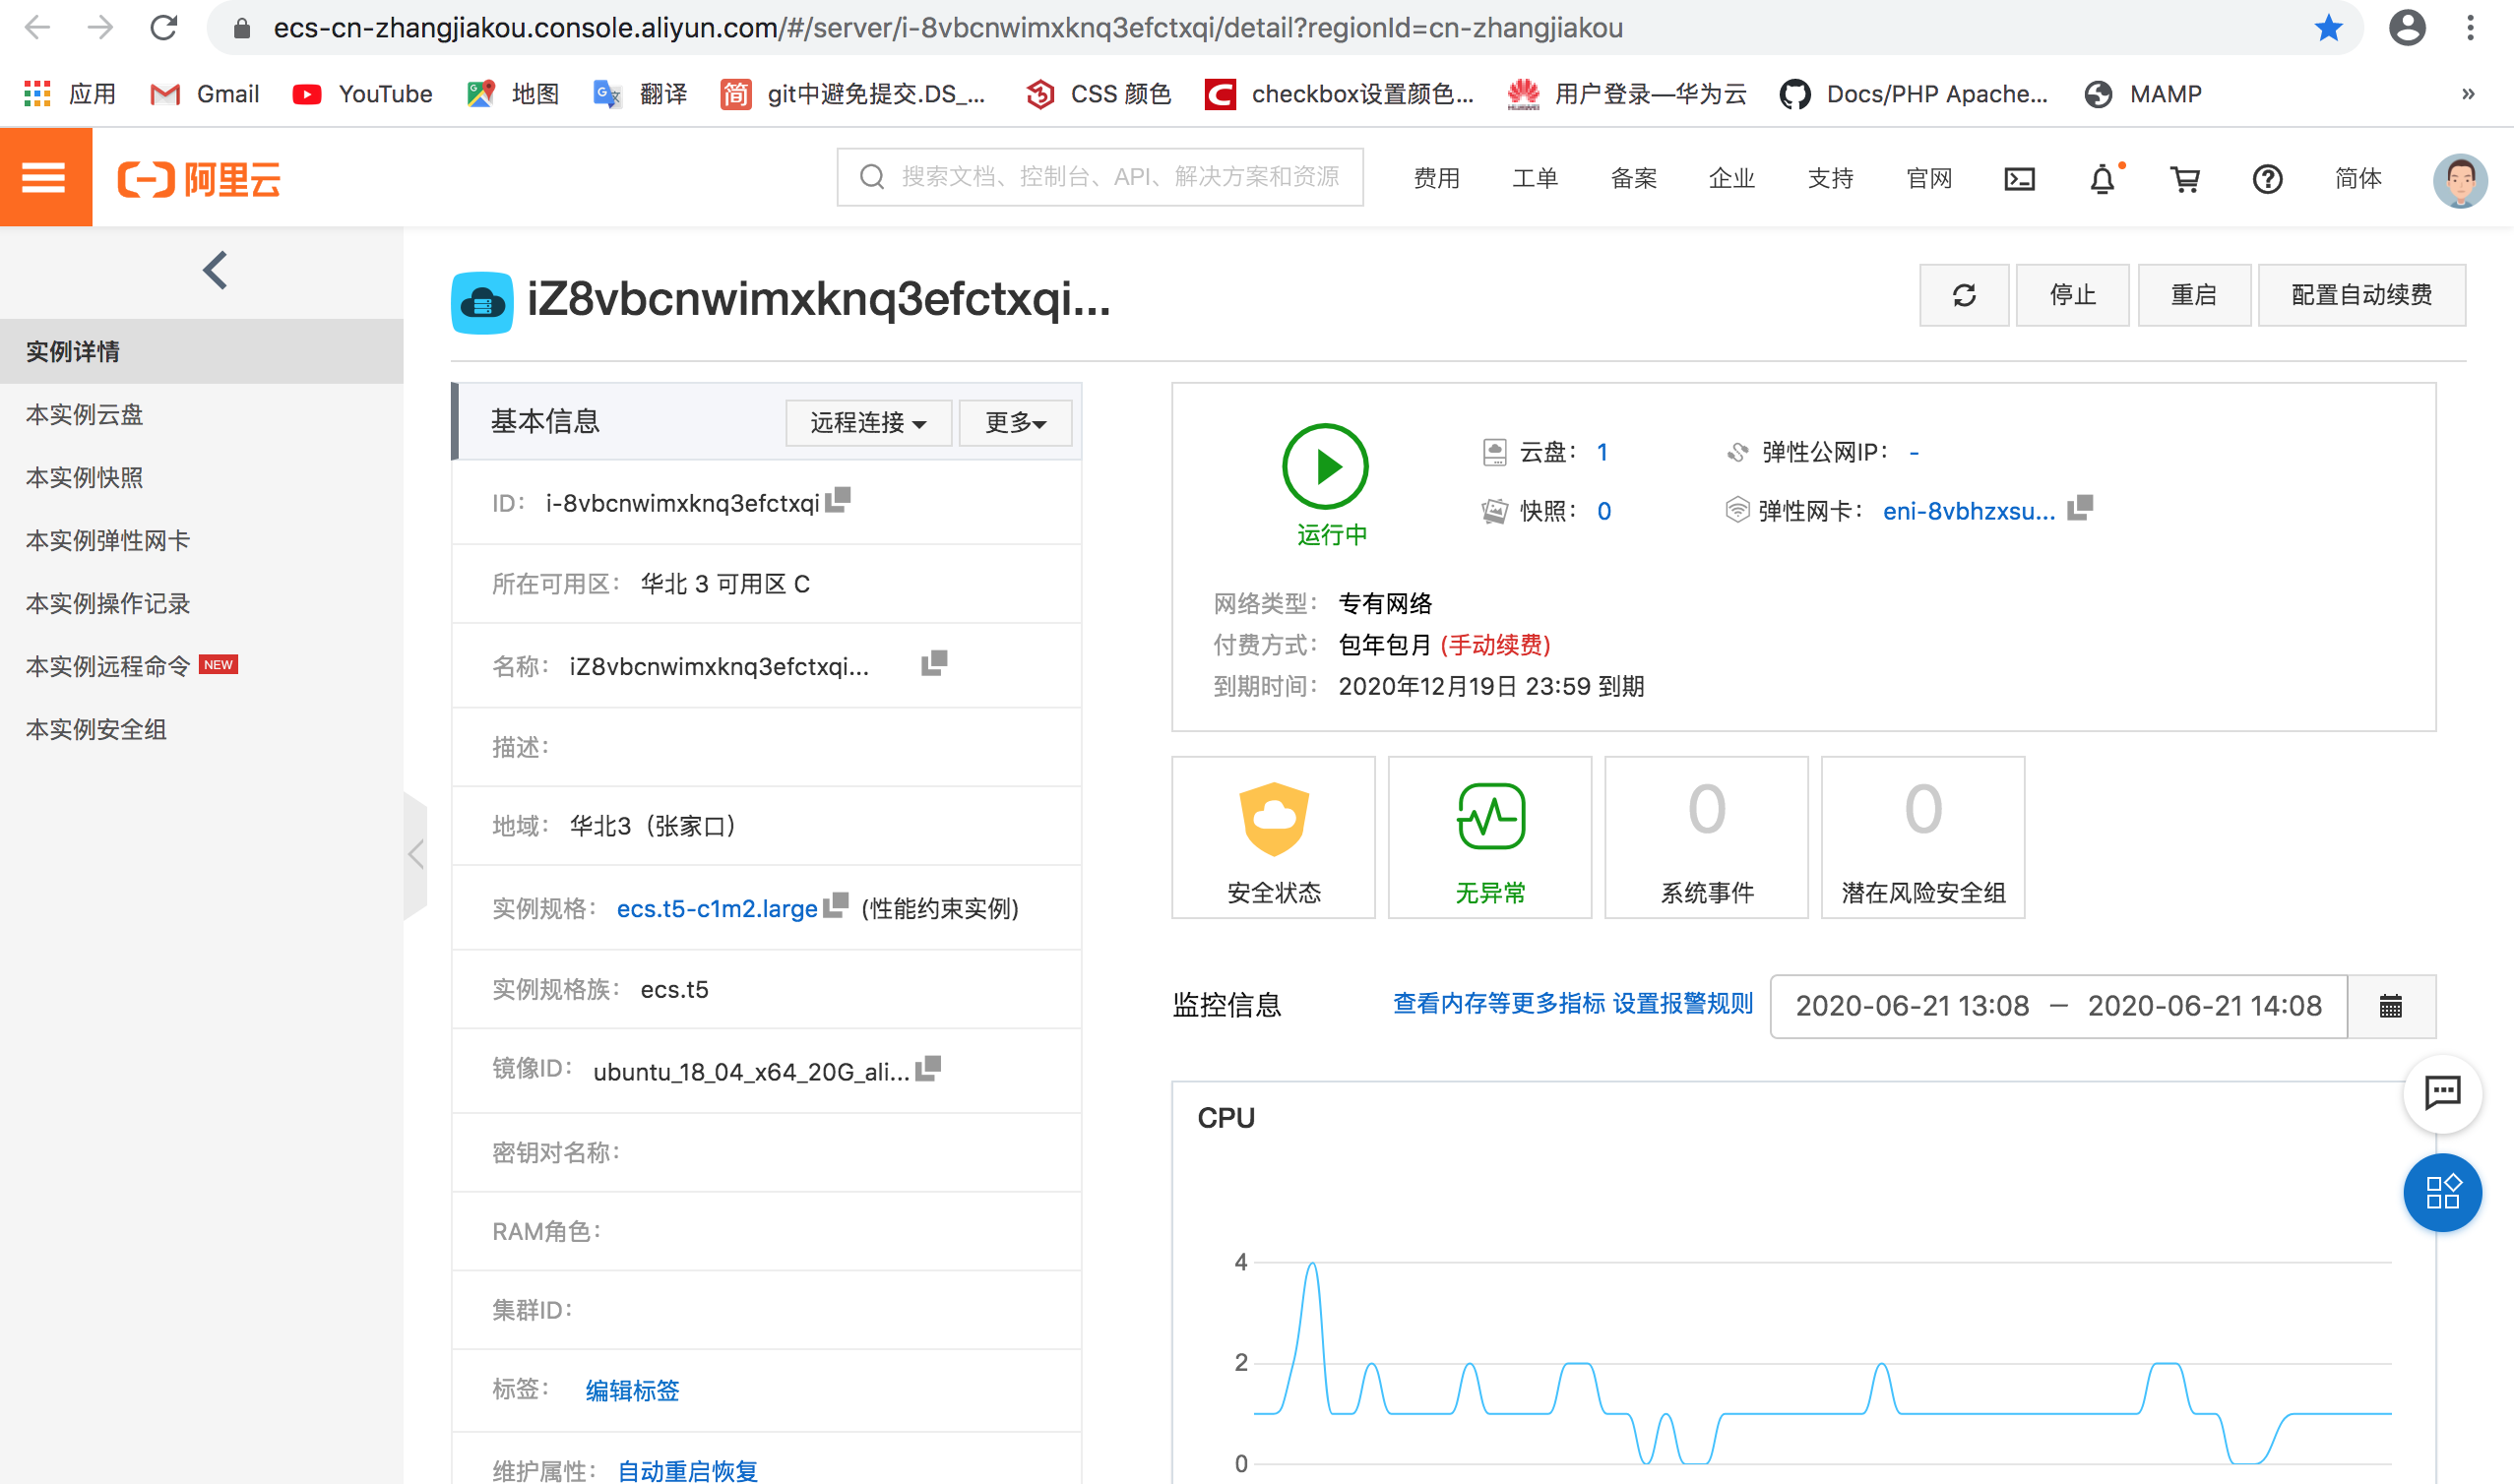 ecs-cn-zhangjiakou.console.aliyun.com/#/server/i-8vbcnwimxknq3efctxqi/detail?regionId=cn-zhangjiakou
应用 Gmail YouTube 地图 翻译 简 git中避免提交.DS_... CSS 颜色 checkbox设置颜色... 用户登录—华为云 Docs/PHP Apache... MAMP »
阿里云 搜索文档、控制台、API、解决方案和资源 费用 工单 备案 企业 支持 官网 简体
iZ8vbcnwimxknq3efctxqi... 停止 重启 配置自动续费
实例详情
本实例云盘
本实例快照
本实例弹性网卡
本实例操作记录
本实例远程命令 NEW
本实例安全组
基本信息 远程连接 更多
ID： i-8vbcnwimxknq3efctxqi
所在可用区： 华北 3 可用区 C
名称： iZ8vbcnwimxknq3efctxqi...
描述：
地域： 华北3（张家口）
实例规格： ecs.t5-c1m2.large (性能约束实例)
实例规格族： ecs.t5
镜像ID： ubuntu_18_04_x64_20G_ali...
密钥对名称：
RAM角色：
集群ID：
标签： 编辑标签
维护属性： 自动重启恢复
运行中
云盘： 1 弹性公网IP： -
快照： 0 弹性网卡： eni-8vbhzxsu...
网络类型： 专有网络
付费方式： 包年包月 (手动续费)
到期时间： 2020年12月19日 23:59 到期
安全状态
无异常
0 系统事件
0 潜在风险安全组
监控信息 查看内存等更多指标 设置报警规则 2020-06-21 13:08 — 2020-06-21 14:08
CPU
4
2
0